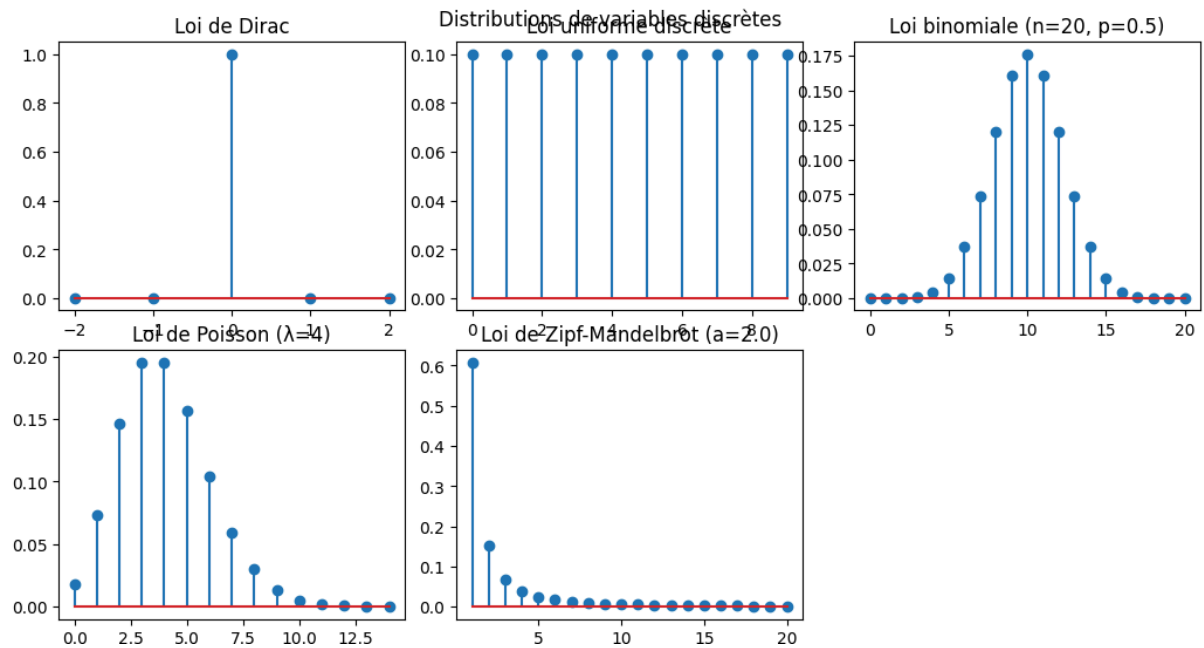 Distributions de variables discrètes
Loi de Dirac
1.0
0.8
0.6
0.4
0.2
0.0
−2 −1 0 1 2
Loi uniforme discrète
0.10
0.08
0.06
0.04
0.02
0.00
0 2 4 6 8
Loi binomiale (n=20, p=0.5)
0.175
0.150
0.125
0.100
0.075
0.050
0.025
0.000
0 5 10 15 20
Loi de Poisson (λ=4)
0.20
0.15
0.10
0.05
0.00
0.0 2.5 5.0 7.5 10.0 12.5
Loi de Zipf-Mandelbrot (a=2.0)
0.6
0.5
0.4
0.3
0.2
0.1
0.0
5 10 15 20